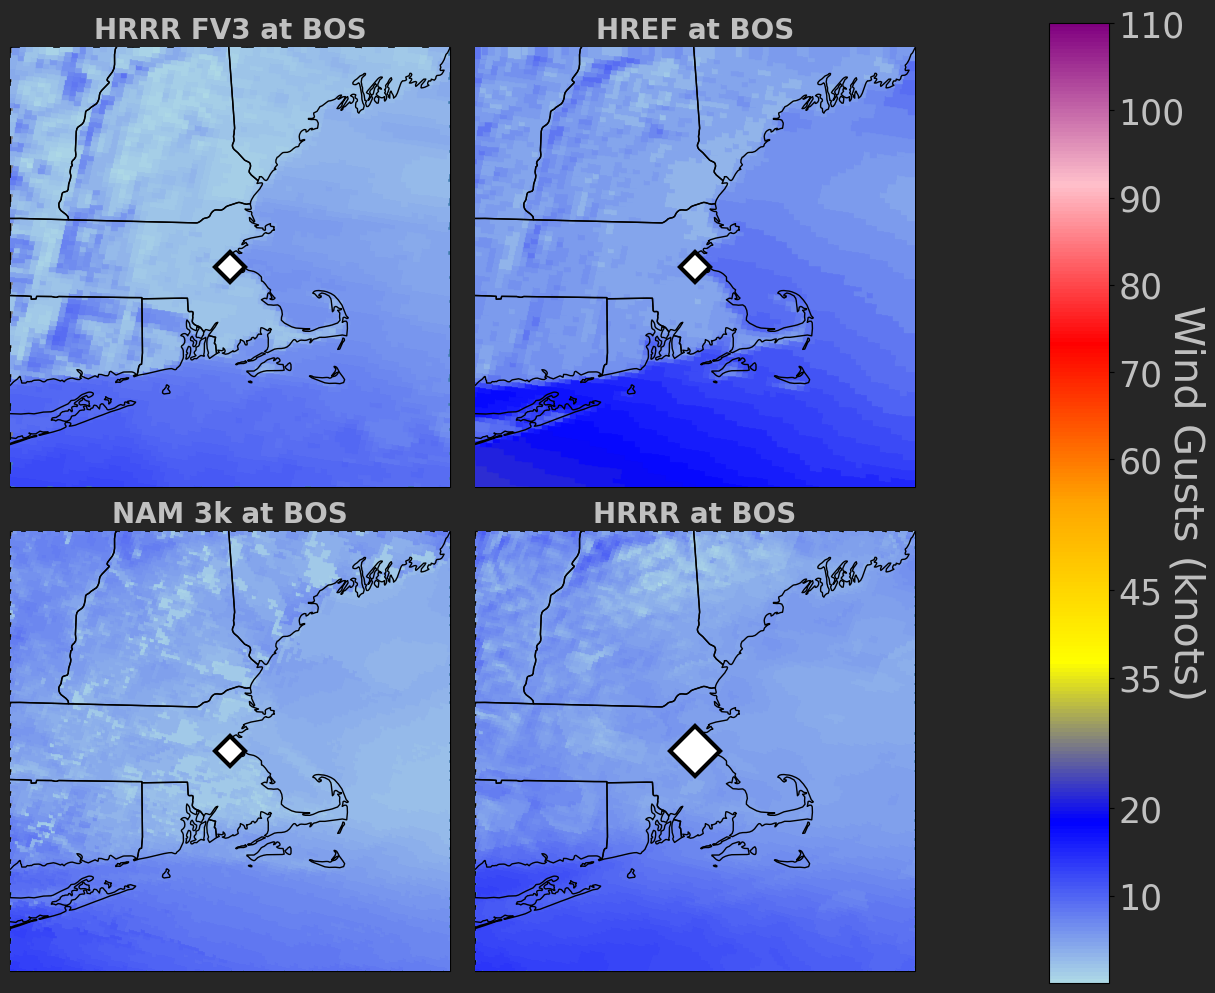 HRRR FV3 at BOS
HREF at BOS
NAM 3k at BOS
HRRR at BOS
110
100
90
80
70
60
45
35
20
10
Wind Gusts (knots)